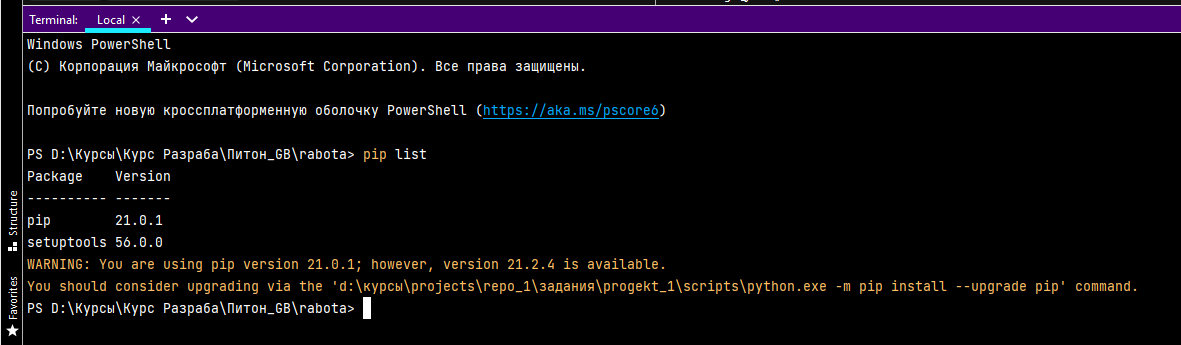 Terminal: Local × + ∨
Windows PowerShell
(C) Корпорация Майкрософт (Microsoft Corporation). Все права защищены.
Попробуйте новую кроссплатформенную оболочку PowerShell (https://aka.ms/pscore6)
PS D:\Курсы\Курс Разраба\Питон_GB\rabota> pip list
Package    Version
---------- -------
pip        21.0.1
setuptools 56.0.0
WARNING: You are using pip version 21.0.1; however, version 21.2.4 is available.
You should consider upgrading via the 'd:\курсы\projects\repo_1\задания\progekt_1\scripts\python.exe -m pip install --upgrade pip' command.
PS D:\Курсы\Курс Разраба\Питон_GB\rabota>
Structure
Favorites